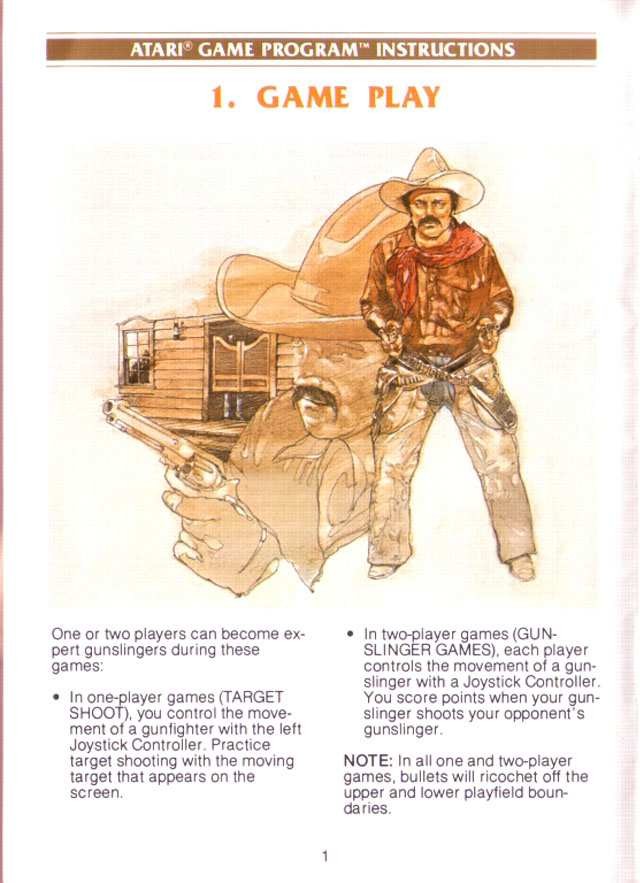 ATARI® GAME PROGRAM™ INSTRUCTIONS
1. GAME PLAY
One or two players can become ex-
pert gunslingers during these
games:
• In one-player games (TARGET
SHOOT), you control the move-
ment of a gunfighter with the left
Joystick Controller. Practice
target shooting with the moving
target that appears on the
screen.
• In two-player games (GUN-
SLINGER GAMES), each player
controls the movement of a gun-
slinger with a Joystick Controller.
You score points when your gun-
slinger shoots your opponent's
gunslinger.
NOTE: In all one and two-player
games, bullets will ricochet off the
upper and lower playfield boun-
daries.
1